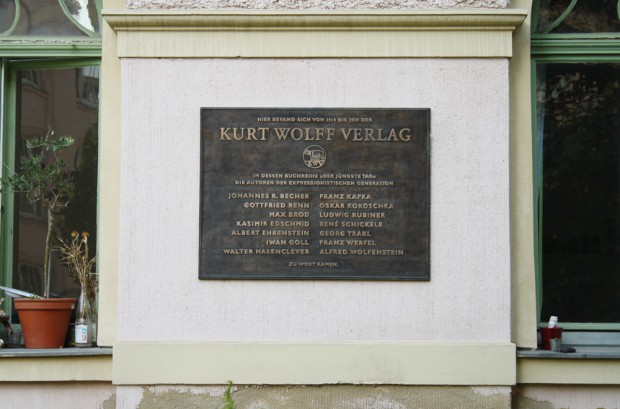 HIER BEFAND SICH VON 1914 BIS 1919 DER
KURT WOLFF VERLAG
IN DESSEN BUCHREIHE »DER JÜNGSTE TAG«
DIE AUTOREN DER EXPRESSIONISTISCHEN GENERATION
JOHANNES R. BECHER FRANZ KAFKA
GOTTFRIED BENN OSKAR KOKOSCHKA
MAX BROD LUDWIG RUBINER
KASIMIR EDSCHMID RENÉ SCHICKELE
ALBERT EHRENSTEIN GEORG TRAKL
IWAN GOLL FRANZ WERFEL
WALTER HASENCLEVER ALFRED WOLFENSTEIN
ZU WORT KAMEN.